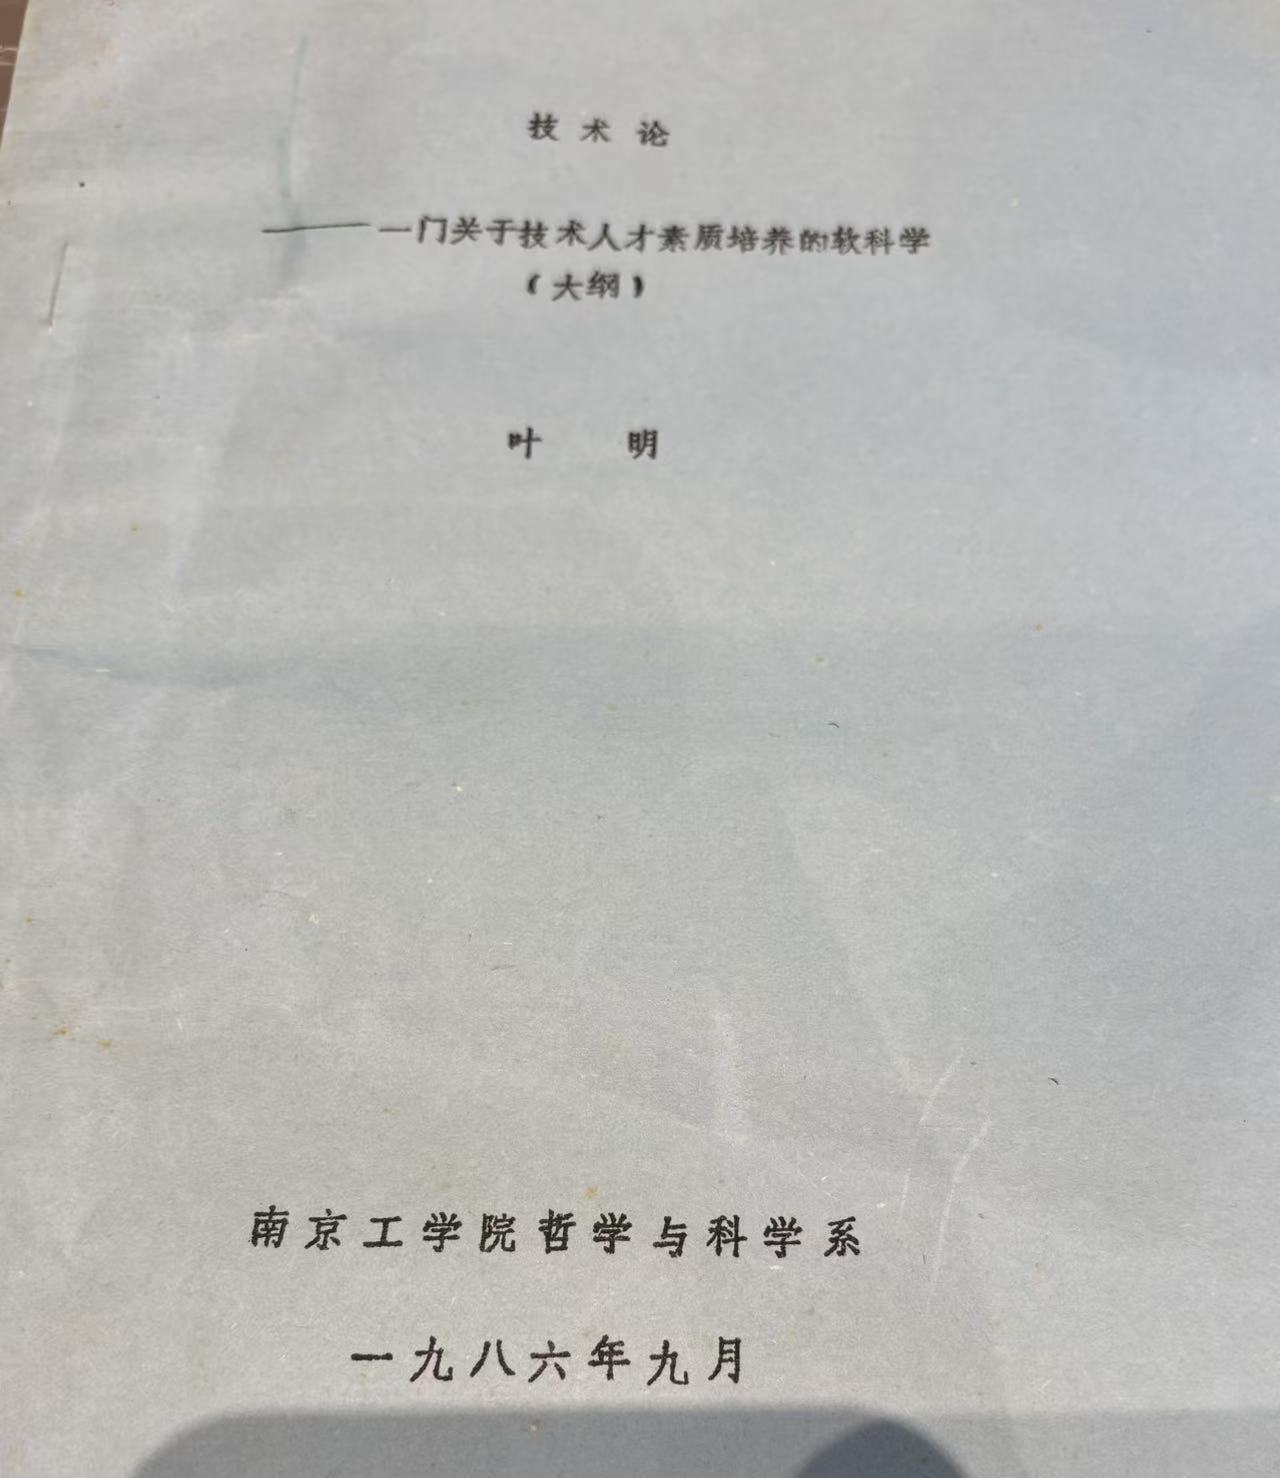 技术论
——一门关于技术人才素质培养的软科学
(大纲)
叶明
南京工学院哲学与科学系
一九八六年九月